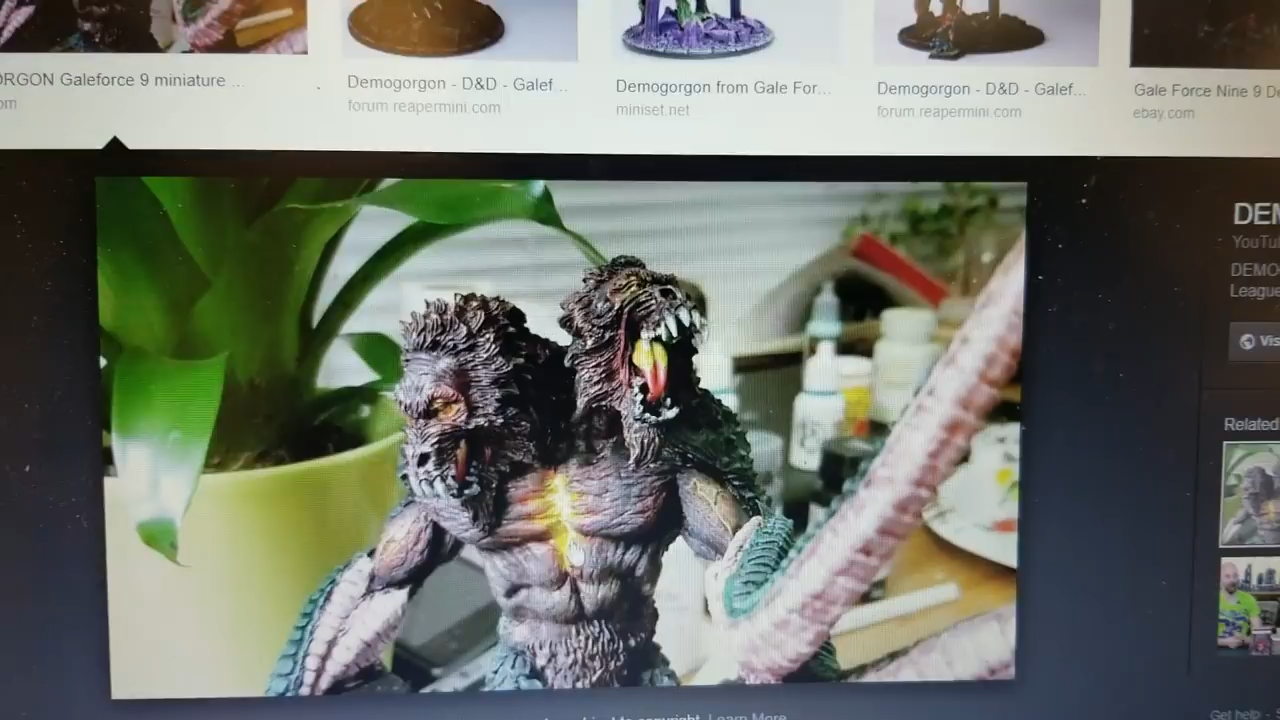 ORGON Galeforce 9 miniature ...
om
Demogorgon - D&D - Galef...
forum.reapermini.com
Demogorgon from Gale For...
miniset.net
Demogorgon - D&D - Galef...
forum.reapermini.com
Gale Force Nine 9 De
ebay.com
DEM
YouTu
DEMO
League
Vis
Related
Learn More
Get help